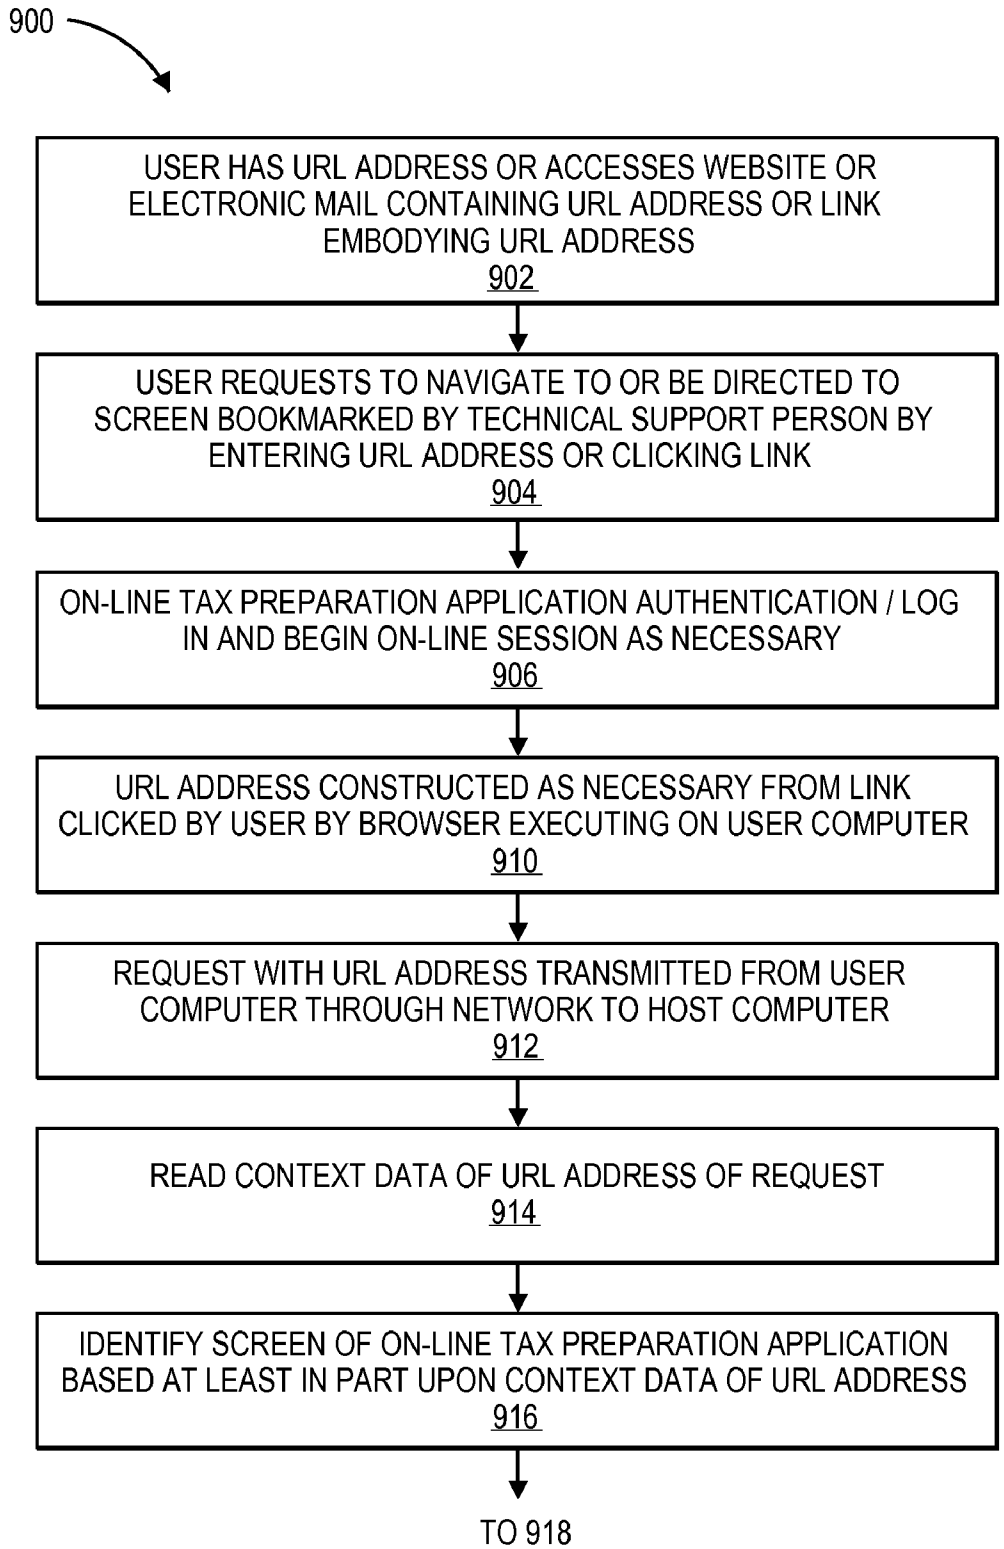 900
USER HAS URL ADDRESS OR ACCESSES WEBSITE OR
ELECTRONIC MAIL CONTAINING URL ADDRESS OR LINK
EMBODYING URL ADDRESS
902
USER REQUESTS TO NAVIGATE TO OR BE DIRECTED TO
SCREEN BOOKMARKED BY TECHNICAL SUPPORT PERSON BY
ENTERING URL ADDRESS OR CLICKING LINK
904
ON-LINE TAX PREPARATION APPLICATION AUTHENTICATION / LOG
IN AND BEGIN ON-LINE SESSION AS NECESSARY
906
URL ADDRESS CONSTRUCTED AS NECESSARY FROM LINK
CLICKED BY USER BY BROWSER EXECUTING ON USER COMPUTER
910
REQUEST WITH URL ADDRESS TRANSMITTED FROM USER
COMPUTER THROUGH NETWORK TO HOST COMPUTER
912
READ CONTEXT DATA OF URL ADDRESS OF REQUEST
914
IDENTIFY SCREEN OF ON-LINE TAX PREPARATION APPLICATION
BASED AT LEAST IN PART UPON CONTEXT DATA OF URL ADDRESS
916
TO 918